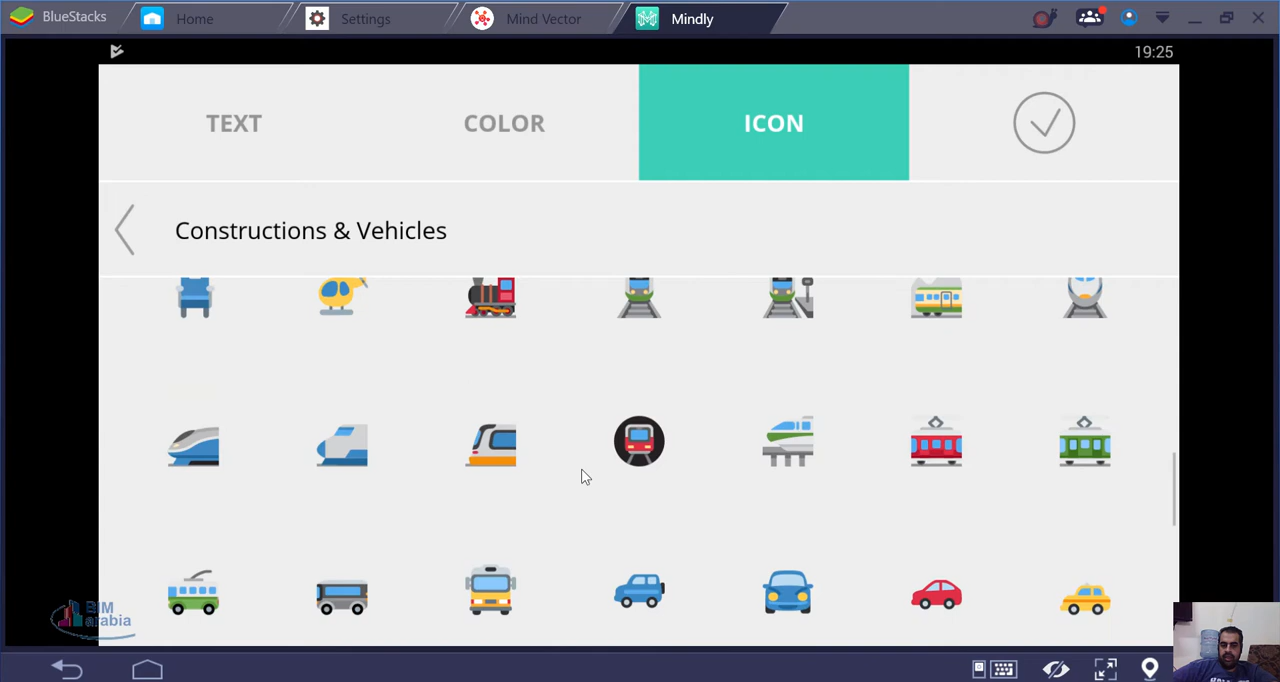 BlueStacks
Home
Settings
Mind Vector
Mindly
19:25
TEXT
COLOR
ICON
Constructions & Vehicles
BIM
arabia